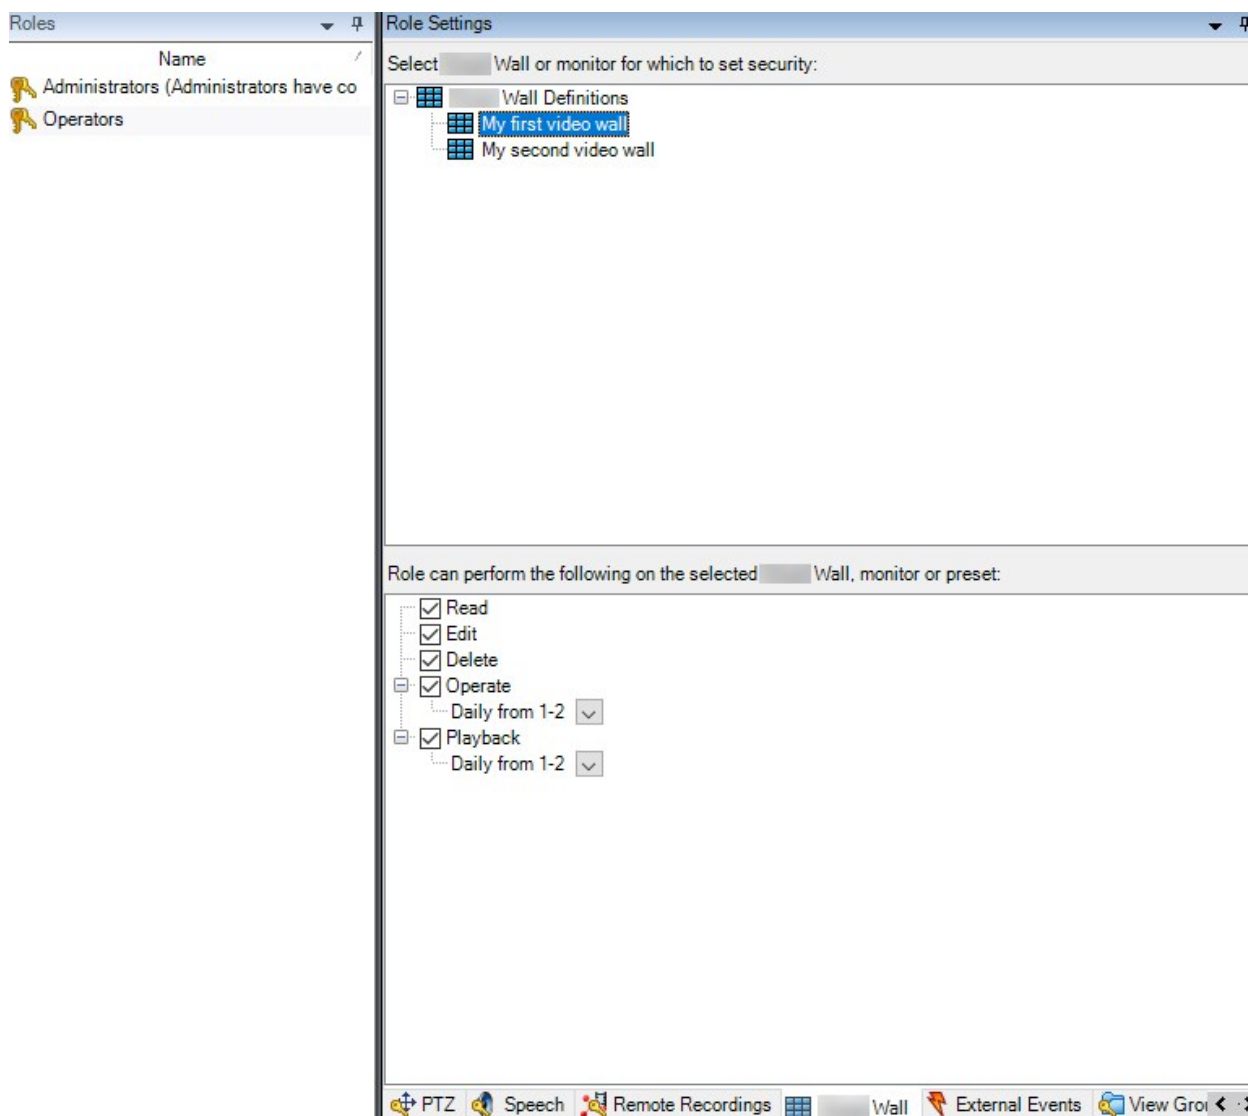 Roles
Name
Administrators (Administrators have co
Operators
Role Settings
Select Wall or monitor for which to set security:
Wall Definitions
My first video wall
My second video wall
Role can perform the following on the selected Wall, monitor or preset:
Read
Edit
Delete
Operate
Daily from 1-2
Playback
Daily from 1-2
PTZ Speech Remote Recordings Wall External Events View Grou